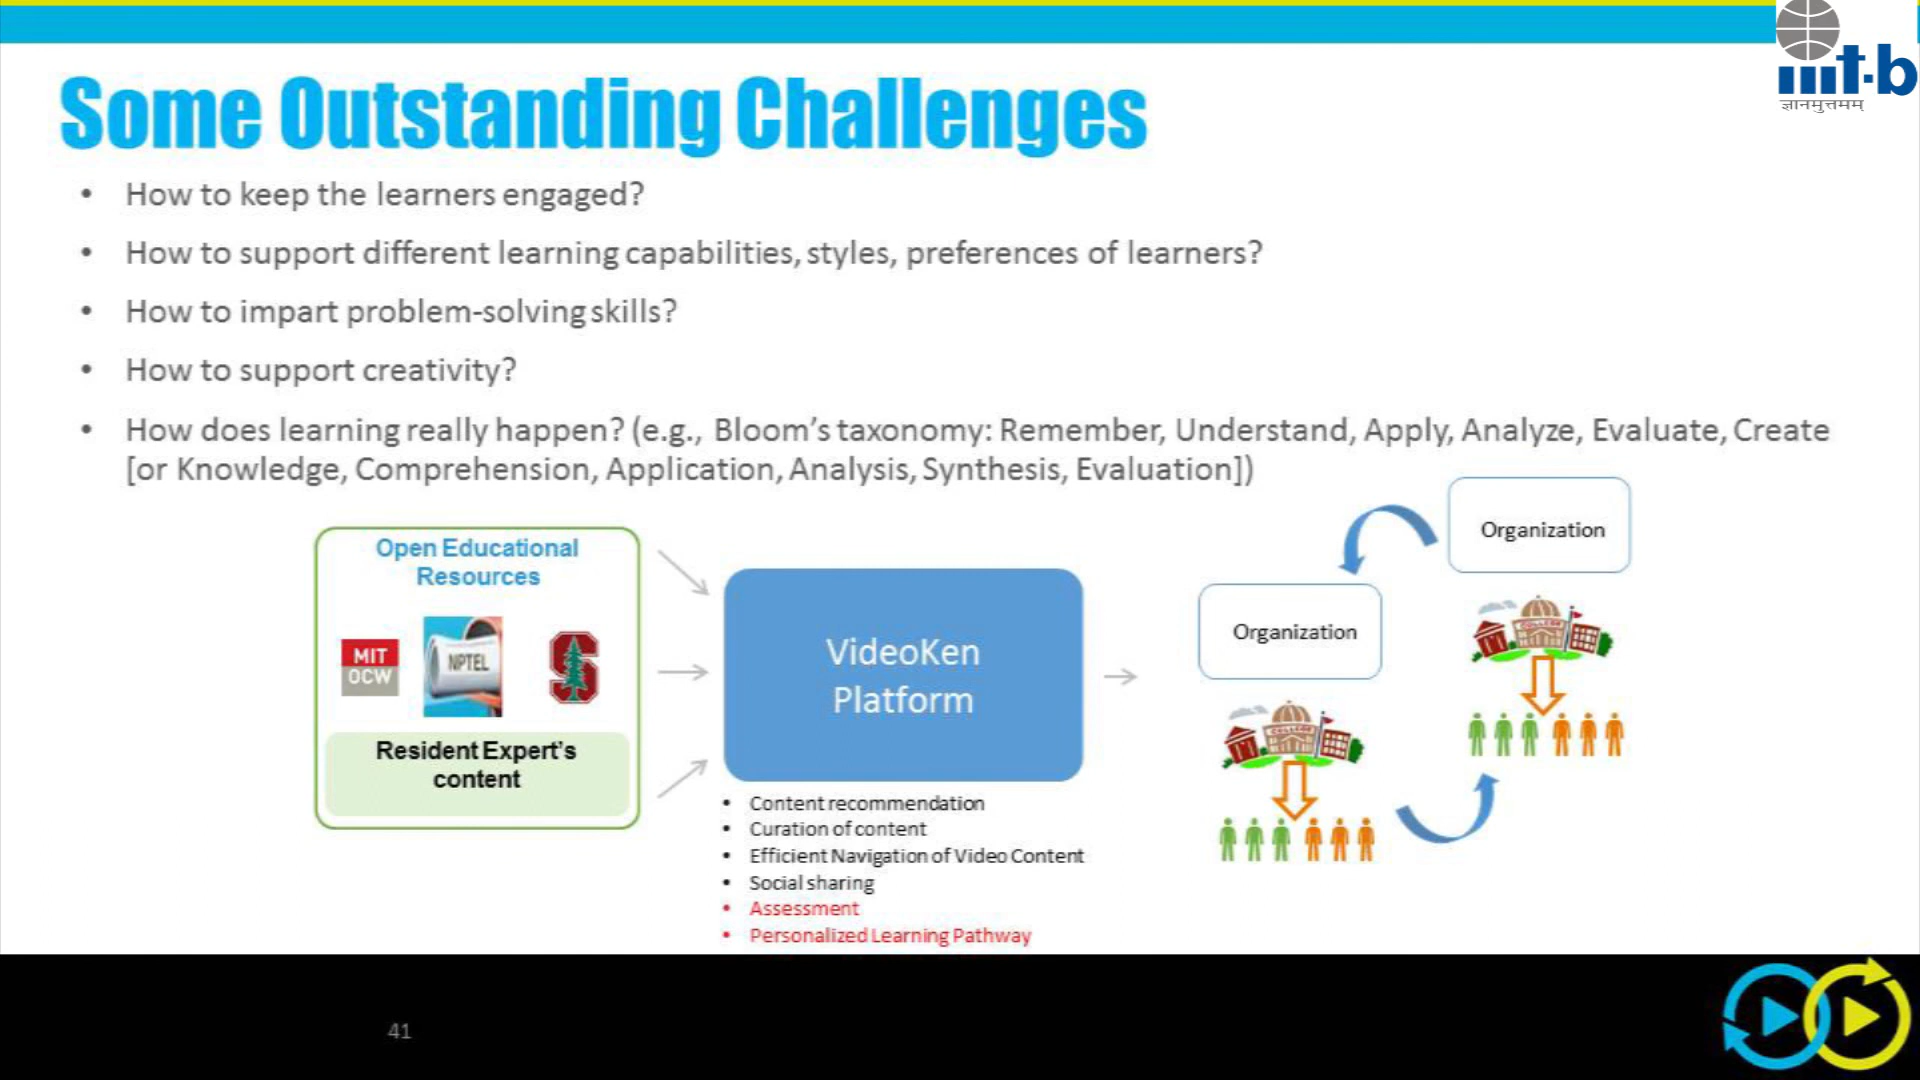 iiit-b
ज्ञानमुत्तमम्
Some Outstanding Challenges
• How to keep the learners engaged?
• How to support different learning capabilities, styles, preferences of learners?
• How to impart problem-solving skills?
• How to support creativity?
• How does learning really happen? (e.g., Bloom's taxonomy: Remember, Understand, Apply, Analyze, Evaluate, Create
[or Knowledge, Comprehension, Application, Analysis, Synthesis, Evaluation])
Open Educational
Resources
MIT
OCW
NPTEL
S
Resident Expert's
content
VideoKen
Platform
• Content recommendation
• Curation of content
• Efficient Navigation of Video Content
• Social sharing
• Assessment
• Personalized Learning Pathway
Organization
COLLEGE
Organization
COLLEGE
41